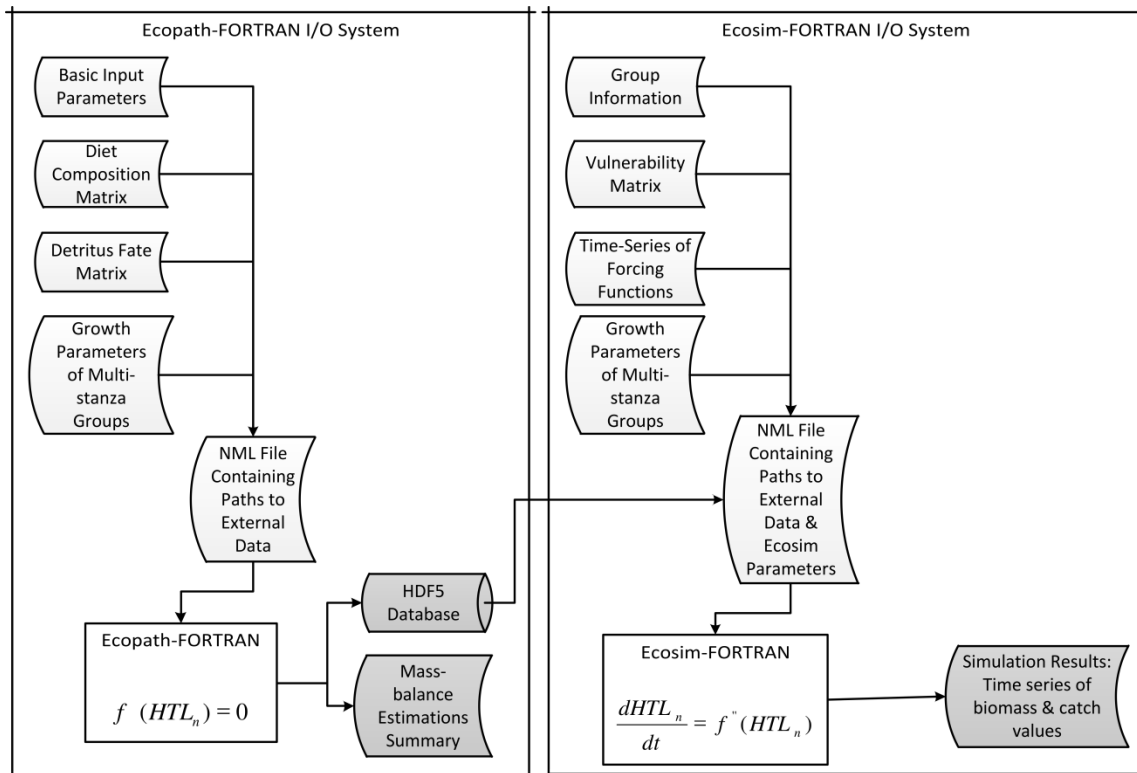 Ecopath-FORTRAN I/O System
Basic Input
Parameters
Diet
Composition
Matrix
Detritus Fate
Matrix
Growth
Parameters
of Multi-
stanza
Groups
NML File
Containing
Paths to
External
Data
Ecopath-FORTRAN
f (HTL_n) = 0
HDF5
Database
Mass-
balance
Estimations
Summary
Ecosim-FORTRAN I/O System
Group
Information
Vulnerability
Matrix
Time-Series of
Forcing
Functions
Growth
Parameters
of Multi-
stanza
Groups
NML File
Containing
Paths to
External
Data &
Ecosim
Parameters
Ecosim-FORTRAN
dHTL_n/dt = f"(HTL_n)
Simulation Results:
Time series of
biomass & catch
values